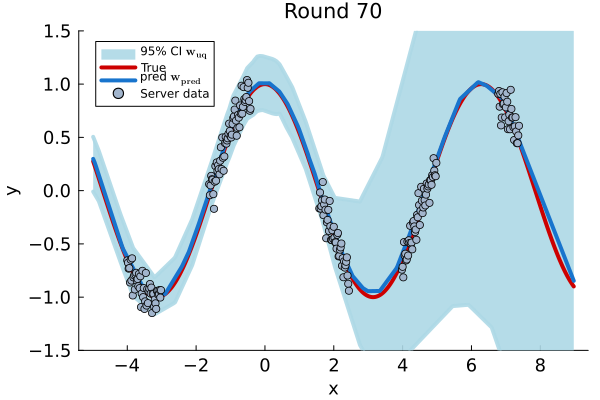 Round 70
1.5
1.0
0.5
0.0
−0.5
−1.0
−1.5
y
95% CI w_uq
True
pred w_pred
Server data
−4 −2 0 2 4 6 8
x